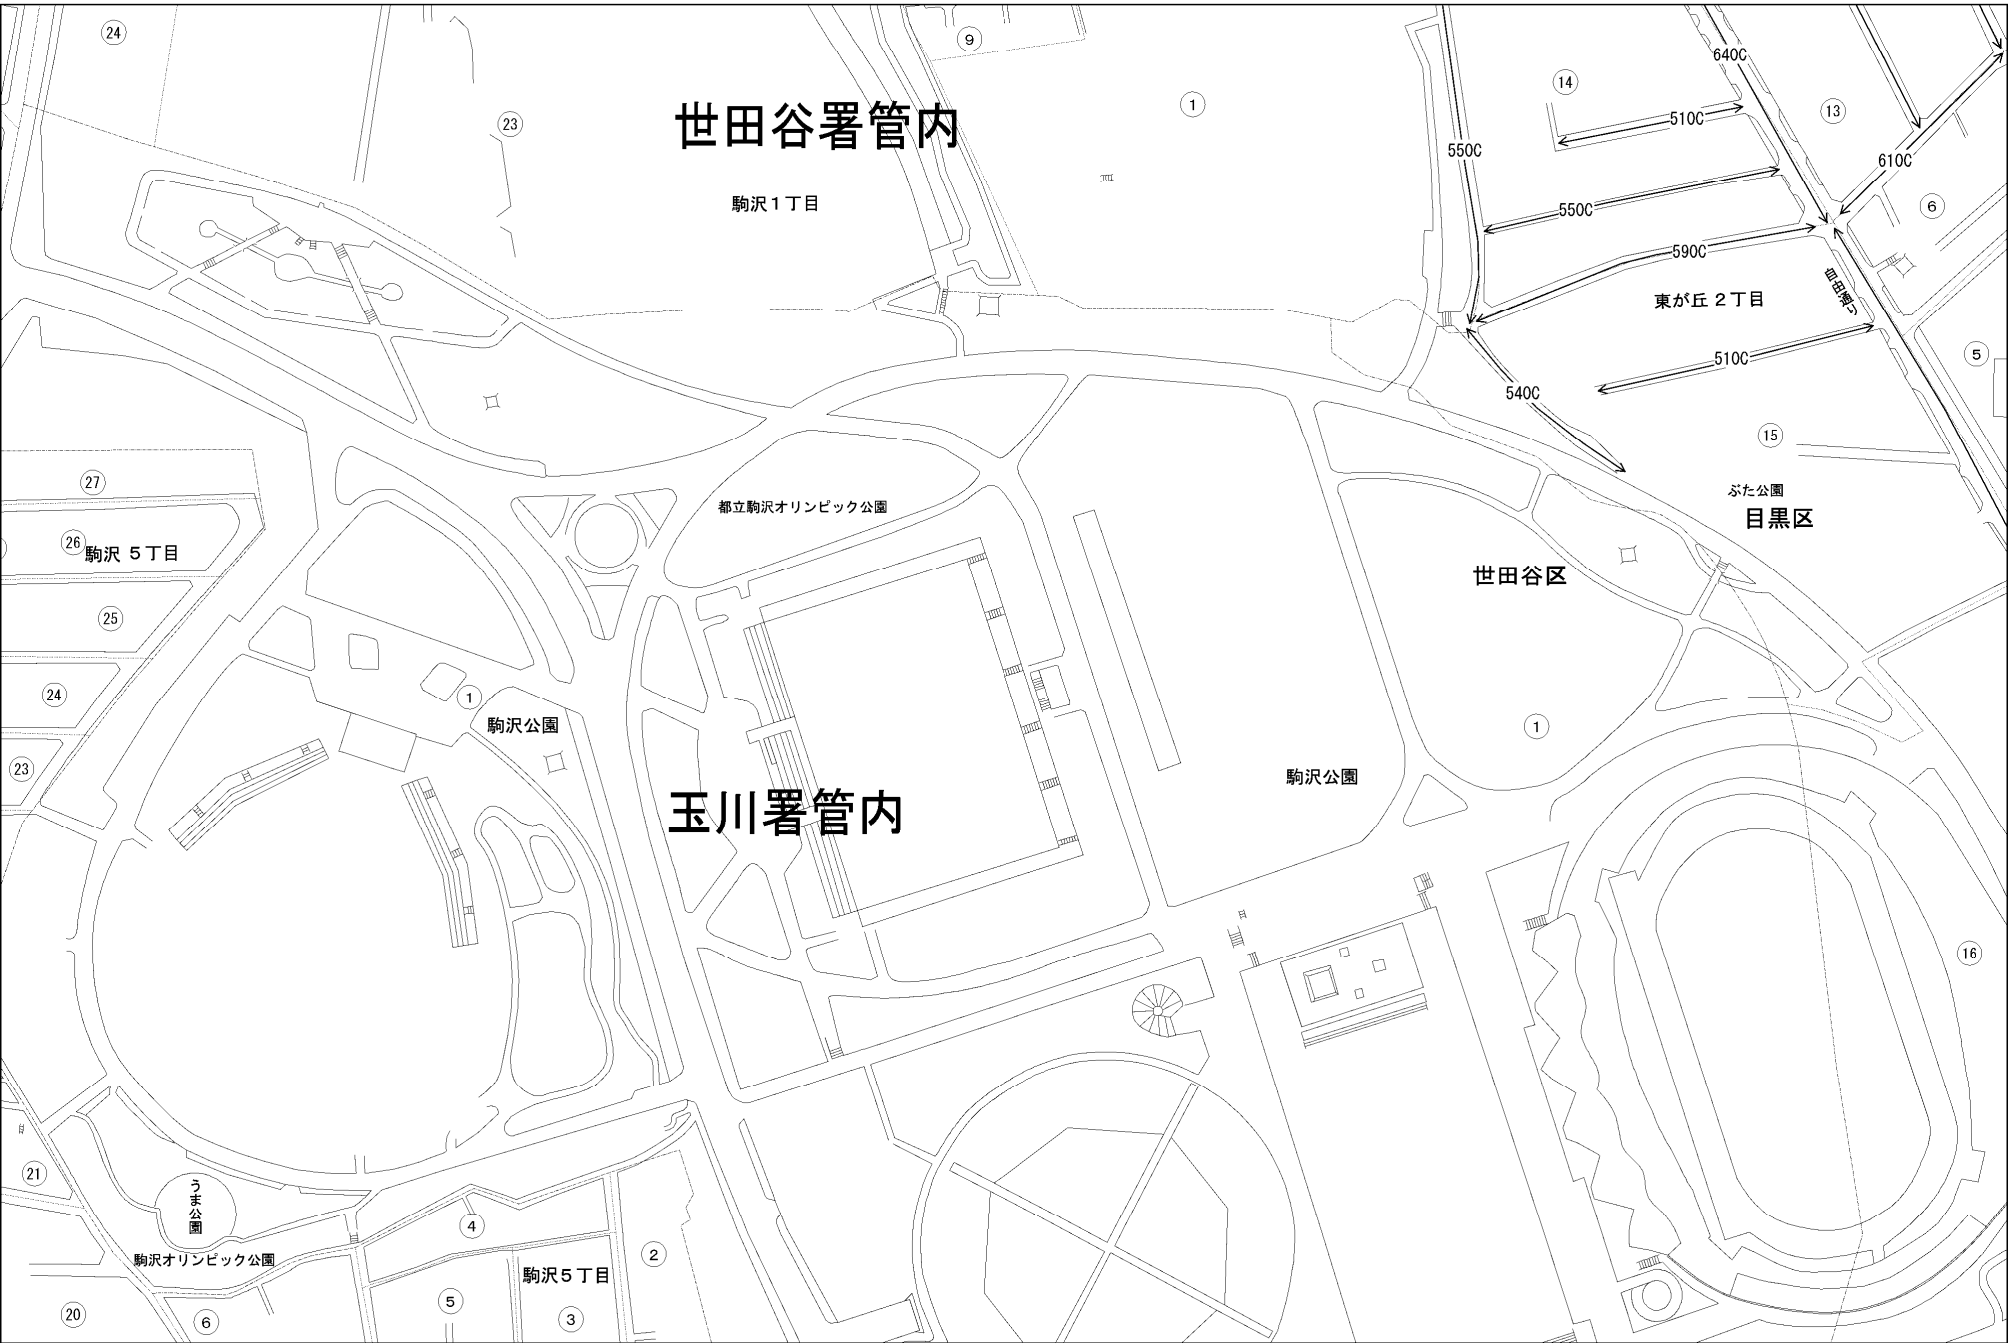 24
9
23
1
世田谷署管内
駒沢1丁目
640C
14
510C
13
550C
610C
550C
6
590C
自由通り
東が丘 2丁目
510C
5
540C
15
ぶた公園
目黒区
27
都立駒沢オリンピック公園
26
駒沢 5丁目
世田谷区
25
24
1
駒沢公園
1
23
駒沢公園
玉川署管内
16
21
うま公園
4
駒沢オリンピック公園
2
駒沢5丁目
20
6
5
3